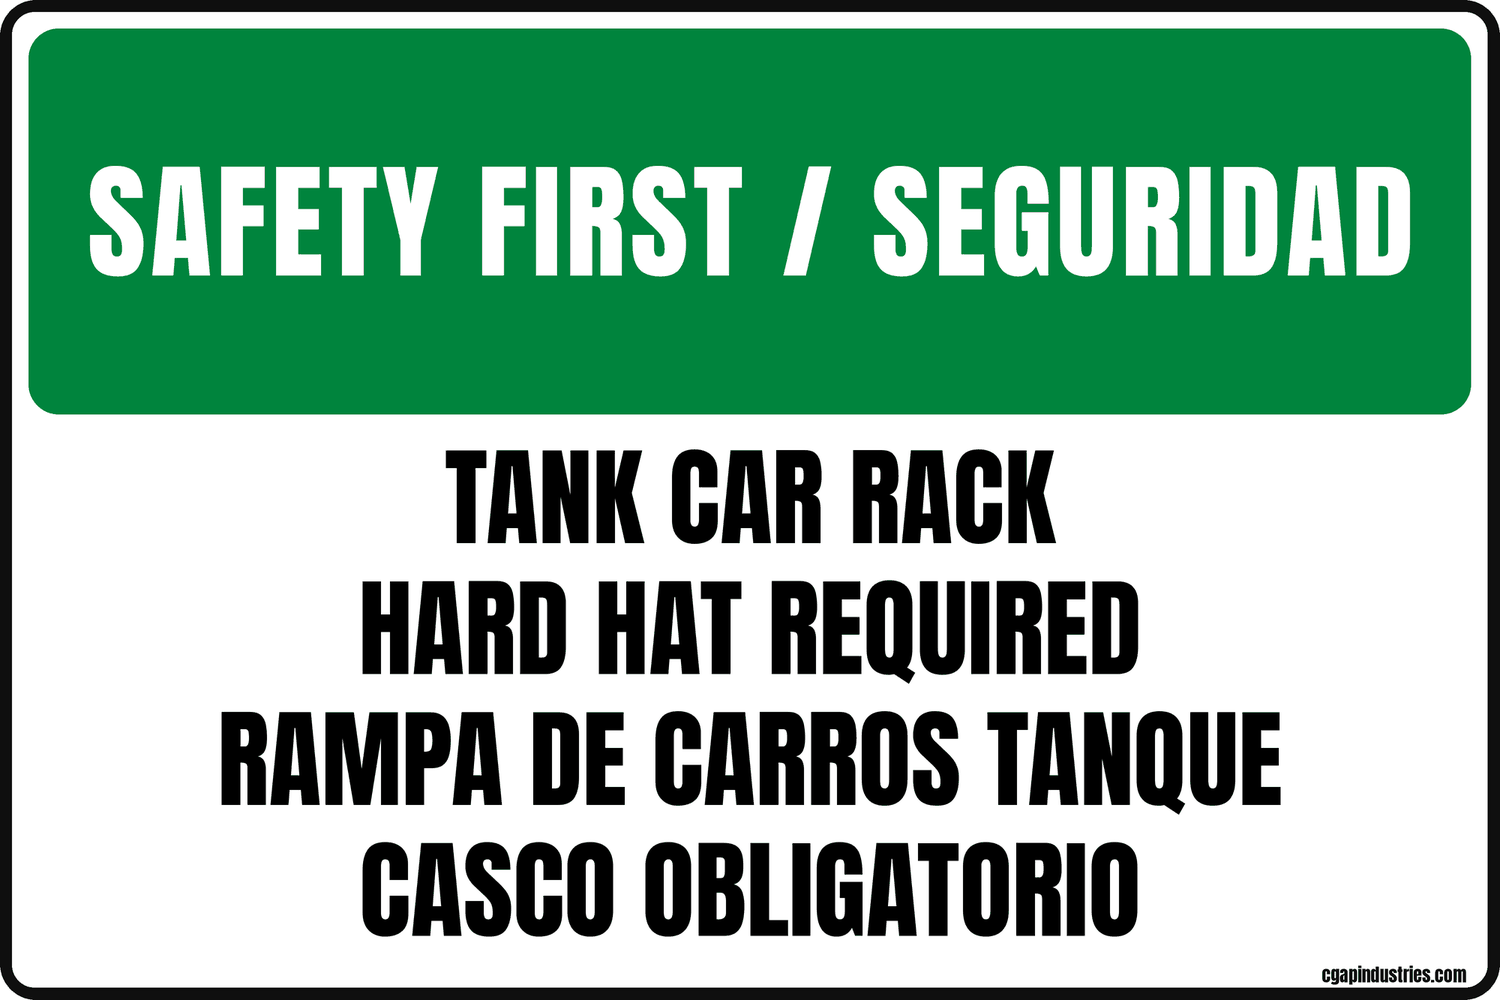 SAFETY FIRST / SEGURIDAD
TANK CAR RACK
HARD HAT REQUIRED
RAMPA DE CARROS TANQUE
CASCO OBLIGATORIO
cgapindustries.com